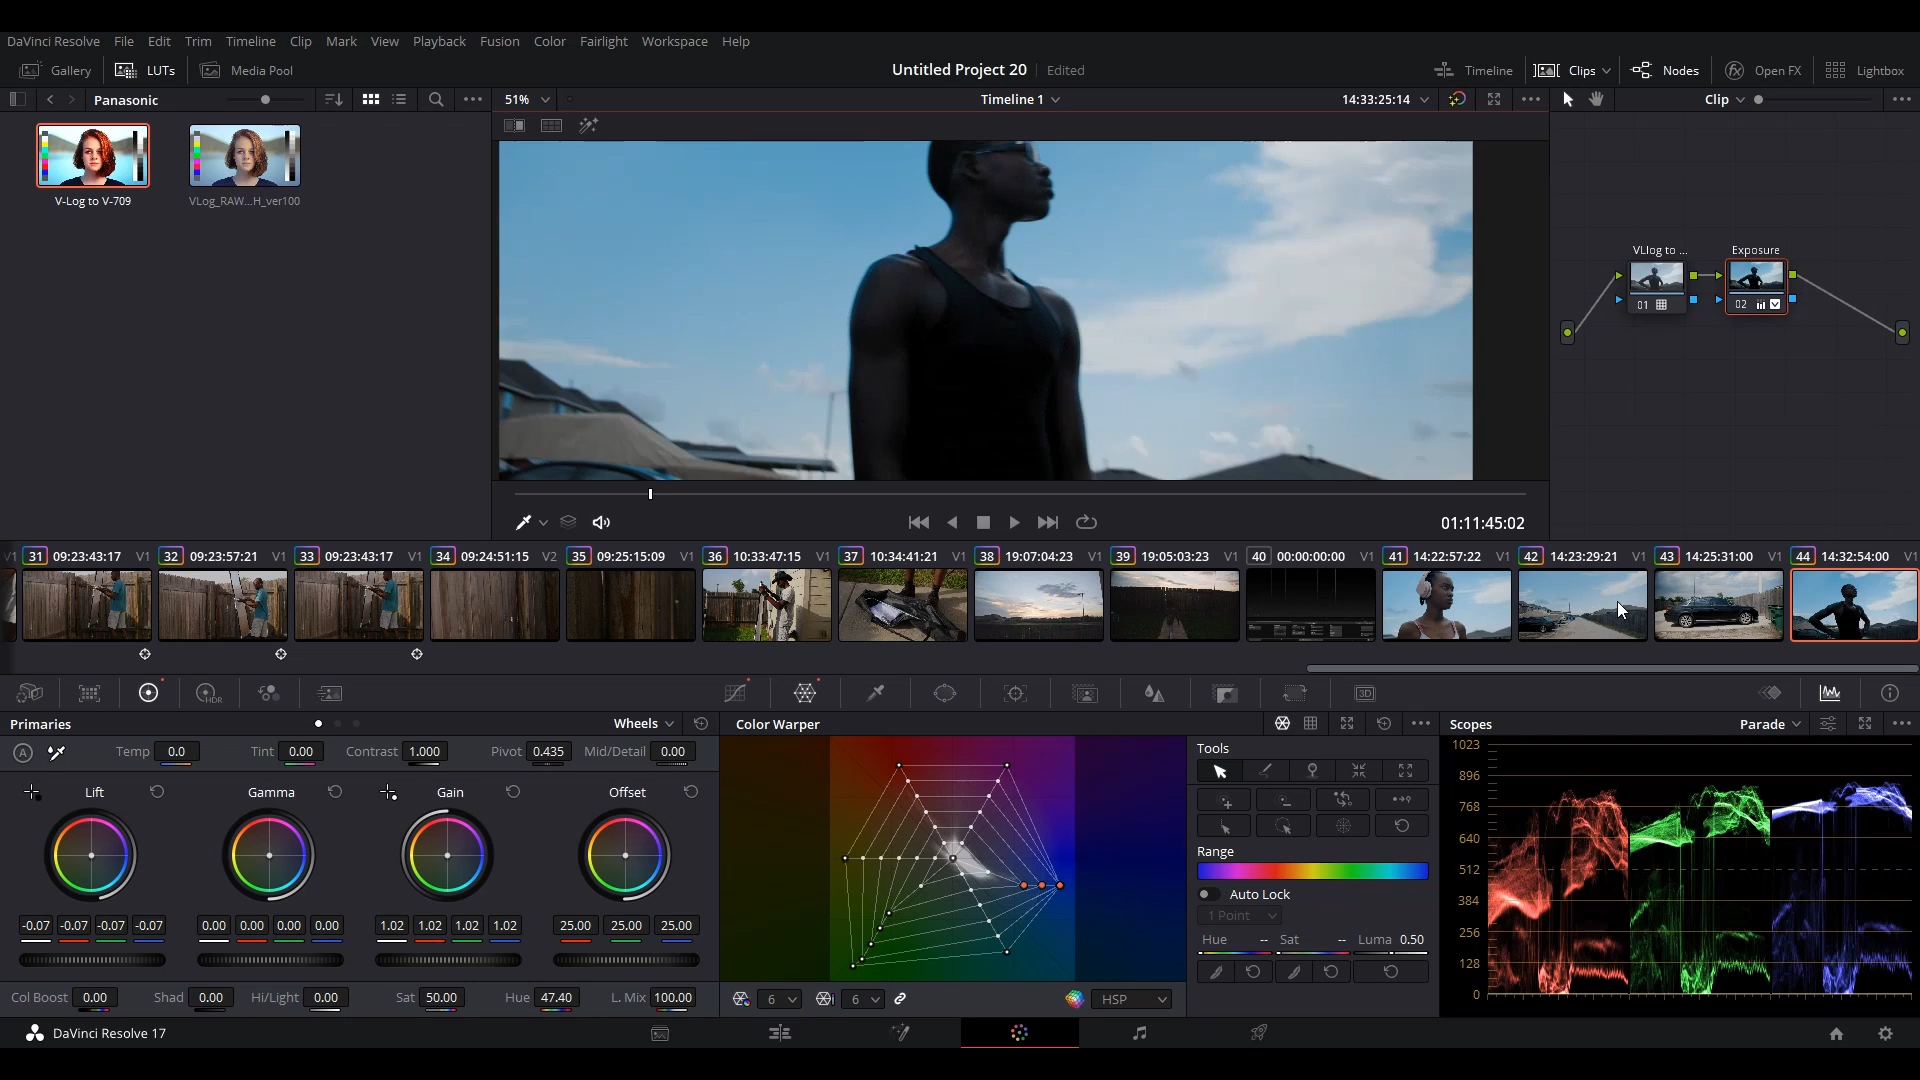 DaVinci Resolve File Edit Trim Timeline Clip Mark View Playback Fusion Color Fairlight Workspace Help
Gallery LUTs Media Pool Untitled Project 20 Edited Timeline Clips Nodes Open FX Lightbox
Panasonic 51% Timeline 1 14:33:25:14 Clip
V-Log to V-709 VLog_RAW...H_ver100
VLlog to ... Exposure
01 02
01:11:45:02
V1 31 09:23:43:17 V1 32 09:23:57:21 V1 33 09:23:43:17 V1 34 09:24:51:15 V2 35 09:25:15:09 V1 36 10:33:47:15 V1 37 10:34:41:21 V1 38 19:07:04:23 V1 39 19:05:03:23 V1 40 00:00:00:00 V1 41 14:22:57:22 V1 42 14:23:29:21 V1 43 14:25:31:00 V1 44 14:32:54:00 V1
HDR 3D
Primaries Wheels Color Warper Scopes Parade
A Temp 0.0 Tint 0.00 Contrast 1.000 Pivot 0.435 Mid/Detail 0.00
Lift Gamma Gain Offset
-0.07 -0.07 -0.07 -0.07 0.00 0.00 0.00 0.00 1.02 1.02 1.02 1.02 25.00 25.00 25.00
Col Boost 0.00 Shad 0.00 Hi/Light 0.00 Sat 50.00 Hue 47.40 L. Mix 100.00
6 6 HSP
Tools
Range
Auto Lock
1 Point
Hue -- Sat -- Luma 0.50
1023
896
768
640
512
384
256
128
0
DaVinci Resolve 17